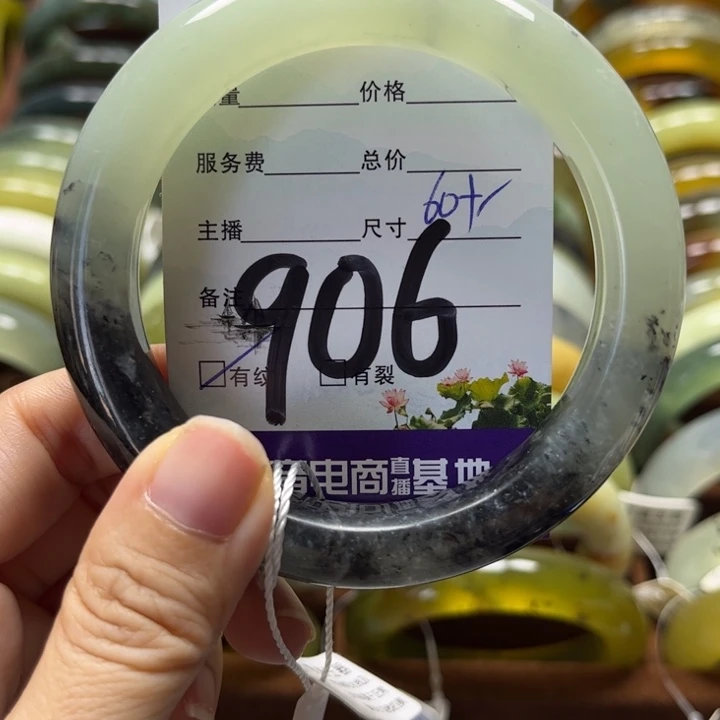 量 价格
服务费 总价
主播 尺寸 60+
备注 906
有纹 有裂
电商直播基地